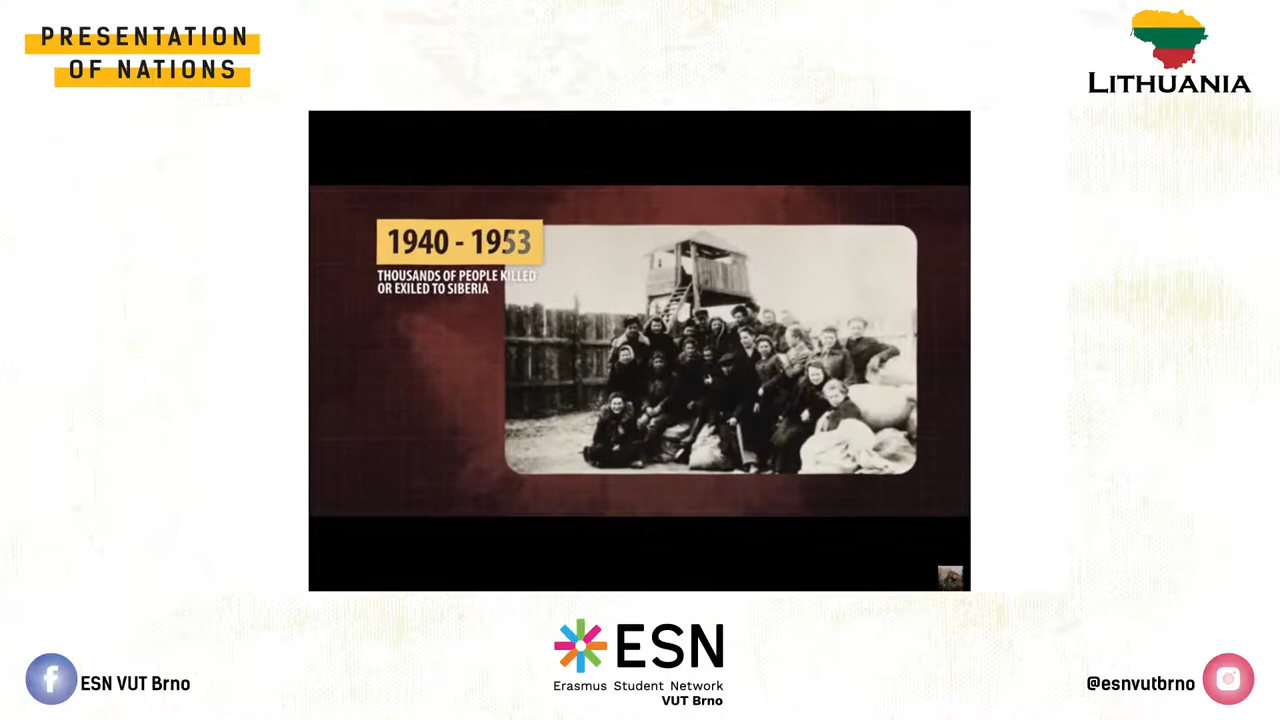 PRESENTATION
OF NATIONS
LITHUANIA
1940 - 1953
THOUSANDS OF PEOPLE KILLED
OR EXILED TO SIBERIA
ESN
Erasmus Student Network
VUT Brno
f
ESN VUT Brno
@esnvutbrno